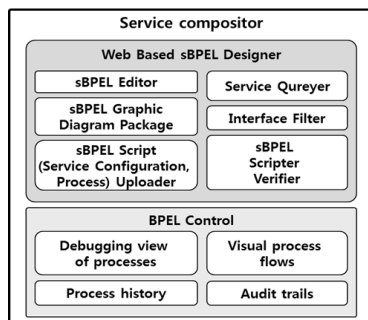 Service compositor
Web Based sBPEL Designer
sBPEL Editor
sBPEL Graphic
Diagram Package
sBPEL Script
(Service Configuration,
Process) Uploader
Service Qureyer
Interface Filter
sBPEL
Scripter
Verifier
BPEL Control
Debugging view
of processes
Visual process
flows
Process history
Audit trails